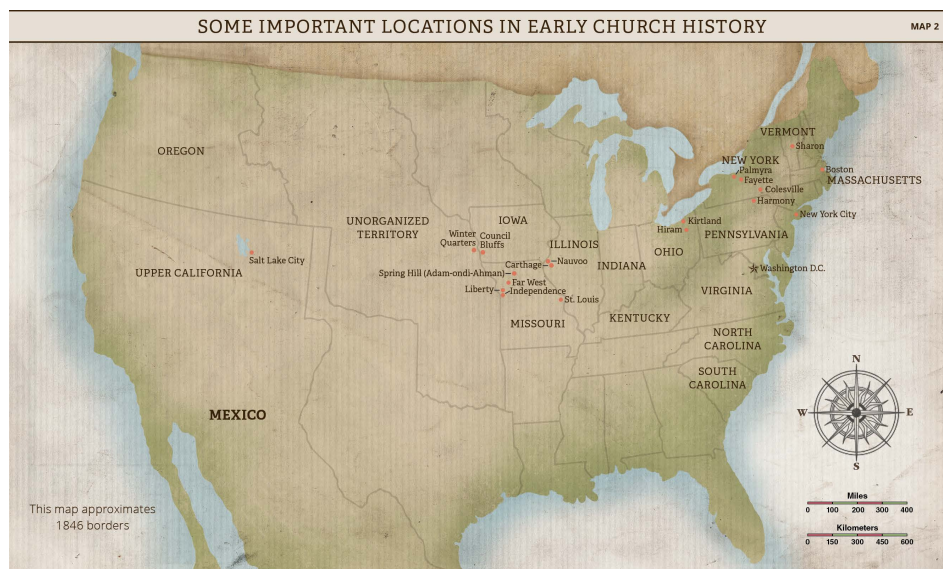 SOME IMPORTANT LOCATIONS IN EARLY CHURCH HISTORY
MAP 2
VERMONT
Sharon
OREGON
NEW YORK
Palmyra
Boston
Fayette
MASSACHUSETTS
Colesville
Harmony
New York City
UNORGANIZED
TERRITORY
IOWA
Kirtland
Hiram
PENNSYLVANIA
Winter
Quarters
Council
Bluffs
ILLINOIS
OHIO
Salt Lake City
Nauvoo
Carthage
INDIANA
Washington D.C.
UPPER CALIFORNIA
Spring Hill (Adam-ondi-Ahman)
Far West
Liberty
Independence
VIRGINIA
St. Louis
MISSOURI
KENTUCKY
NORTH
CAROLINA
SOUTH
CAROLINA
MEXICO
N
W
E
S
This map approximates
1846 borders
Miles
0 100 200 300 400
Kilometers
0 150 300 450 600